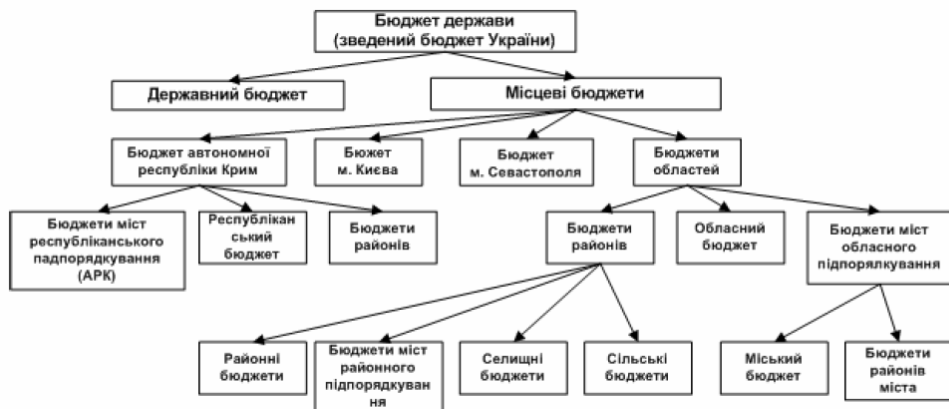 Бюджет держави
(зведений бюджет України)
Державний бюджет
Місцеві бюджети
Бюджет автономної
республіки Крим
Бюжет
м. Києва
Бюджет
м. Севастополя
Бюджети
областей
Бюджети міст
республіканського
падпорядкування
(АРК)
Республікан
ський
бюджет
Бюджети
районів
Бюджети
районів
Обласний
бюджет
Бюджети міст
обласного
підпорялкування
Районні
бюджети
Бюджети міст
районного
підпорядкуван
ня
Селищні
бюджети
Сільські
бюджети
Міський
бюджет
Бюджети
районів
міста